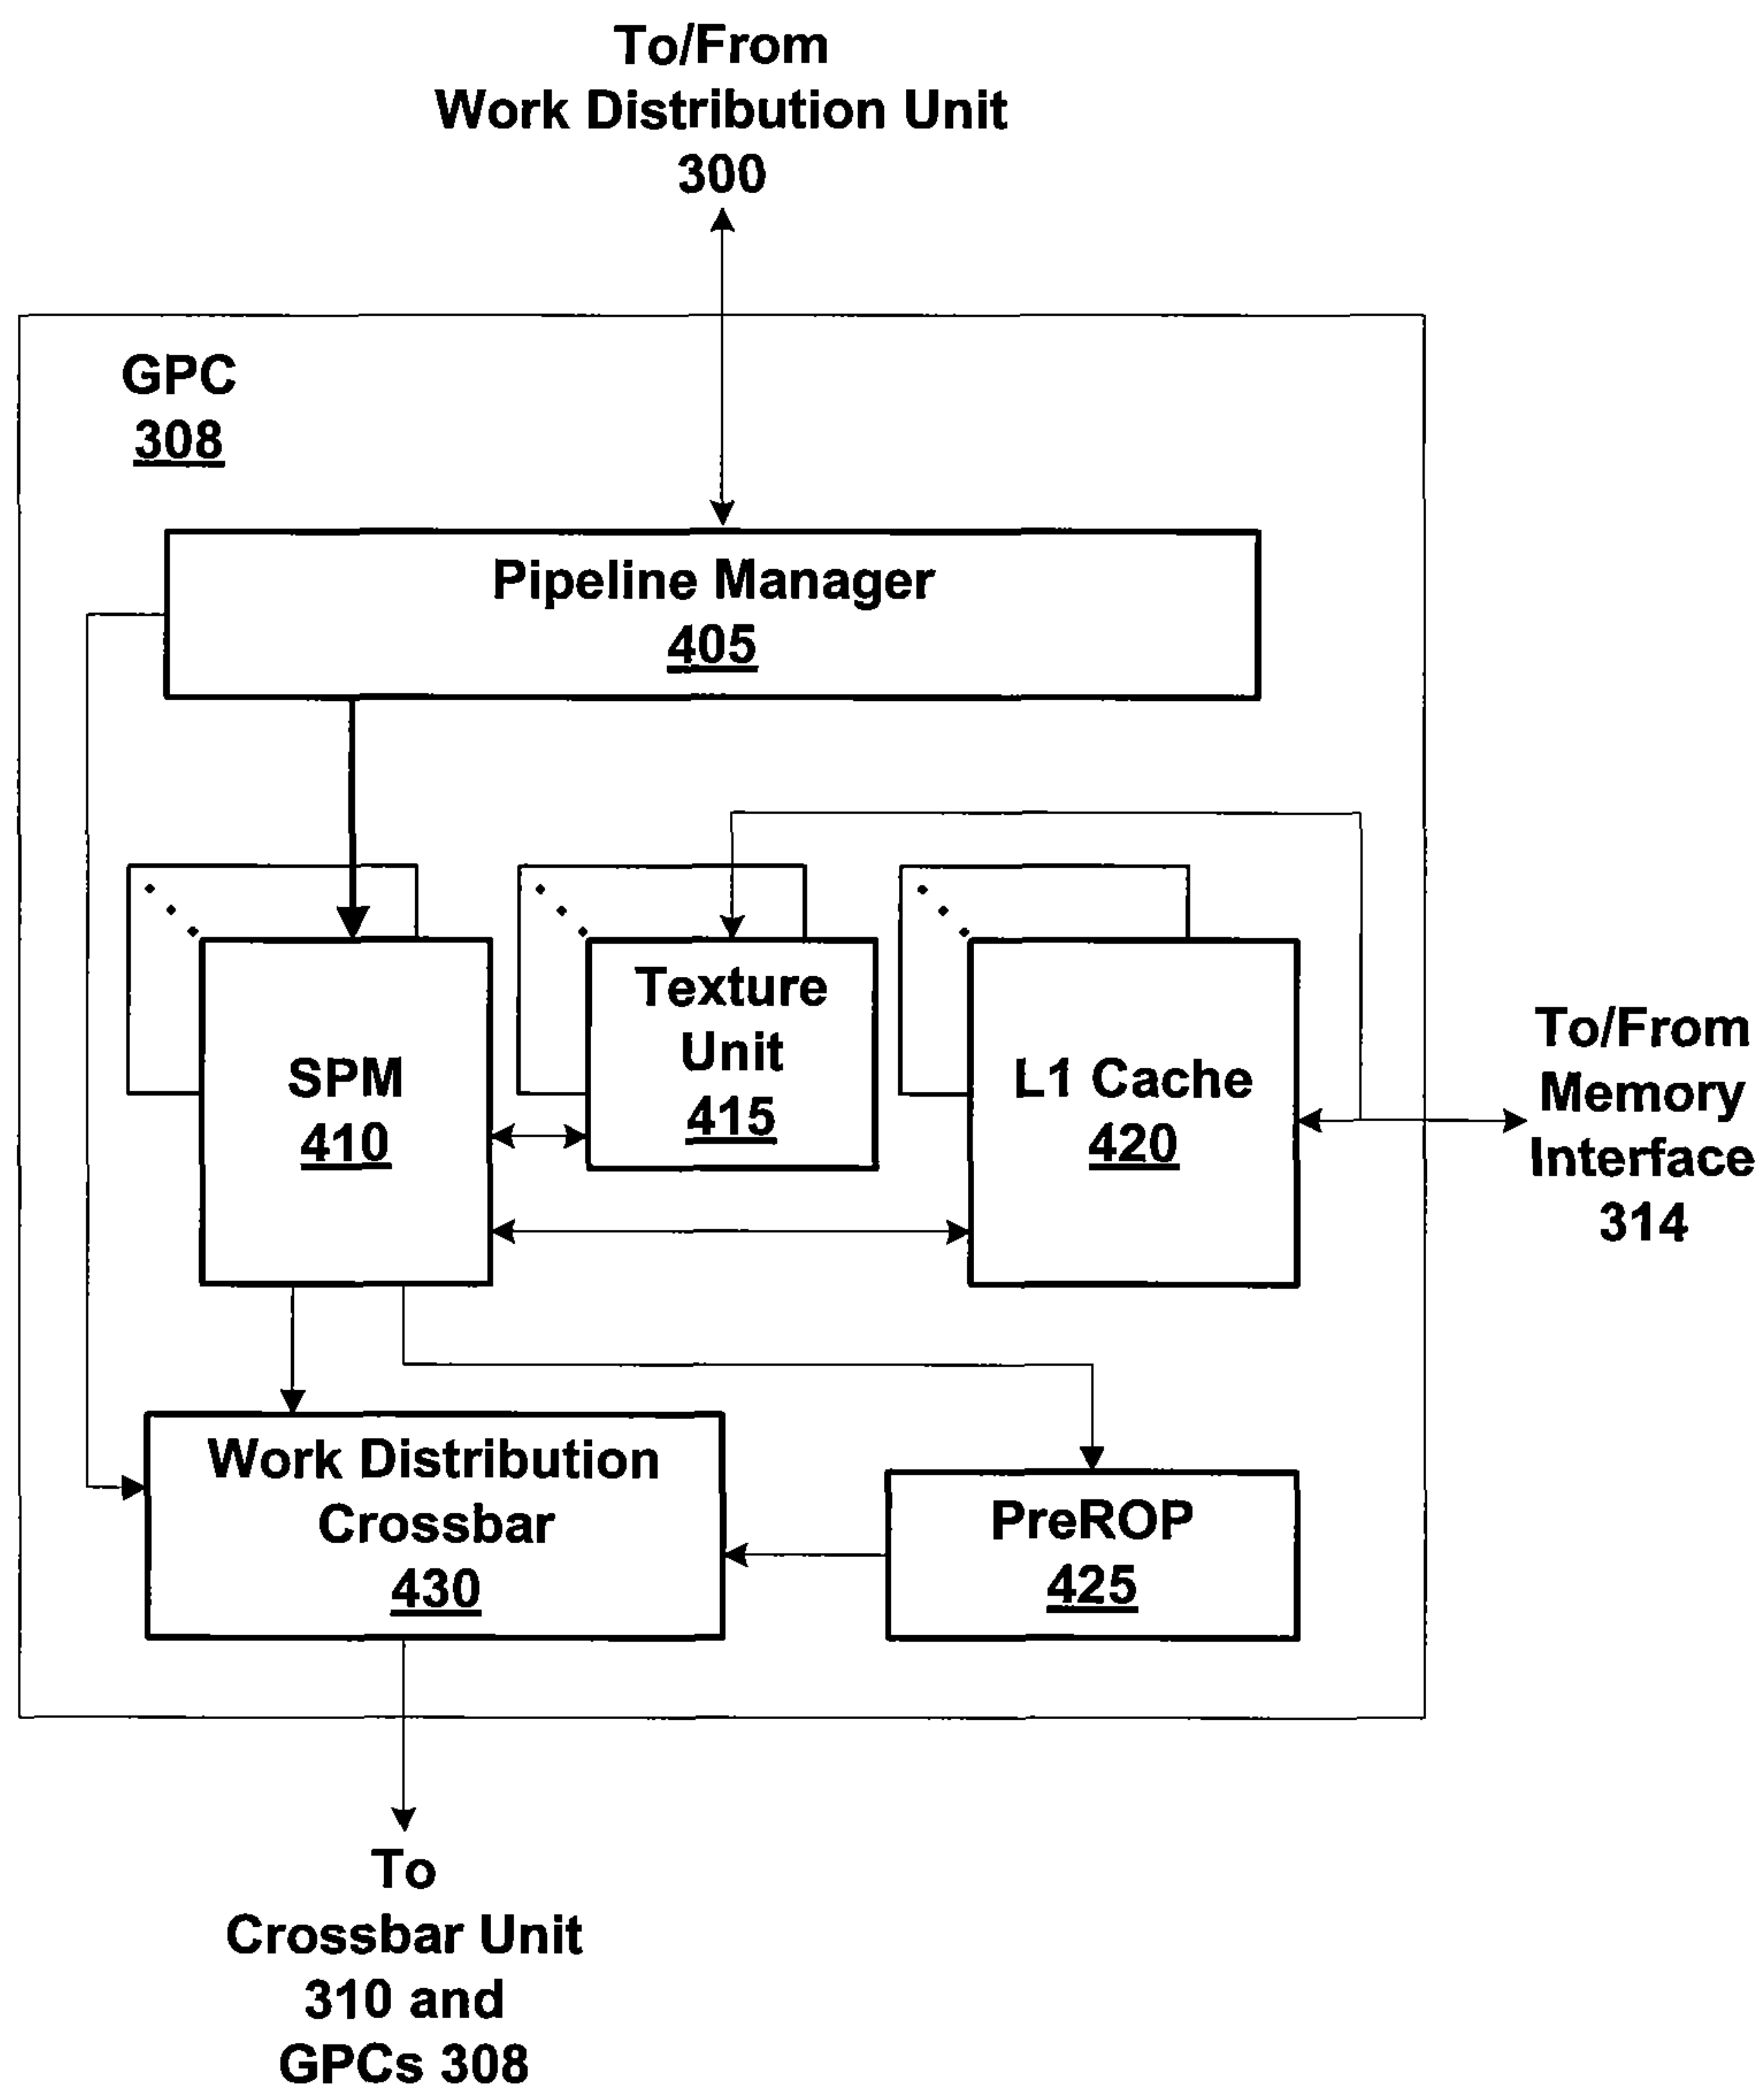 To/From
Work Distribution Unit
300
GPC
308
Pipeline Manager
405
SPM
410
Texture
Unit
415
L1 Cache
420
To/From
Memory
Interface
314
Work Distribution
Crossbar
430
PreROP
425
To
Crossbar Unit
310 and
GPCs 308